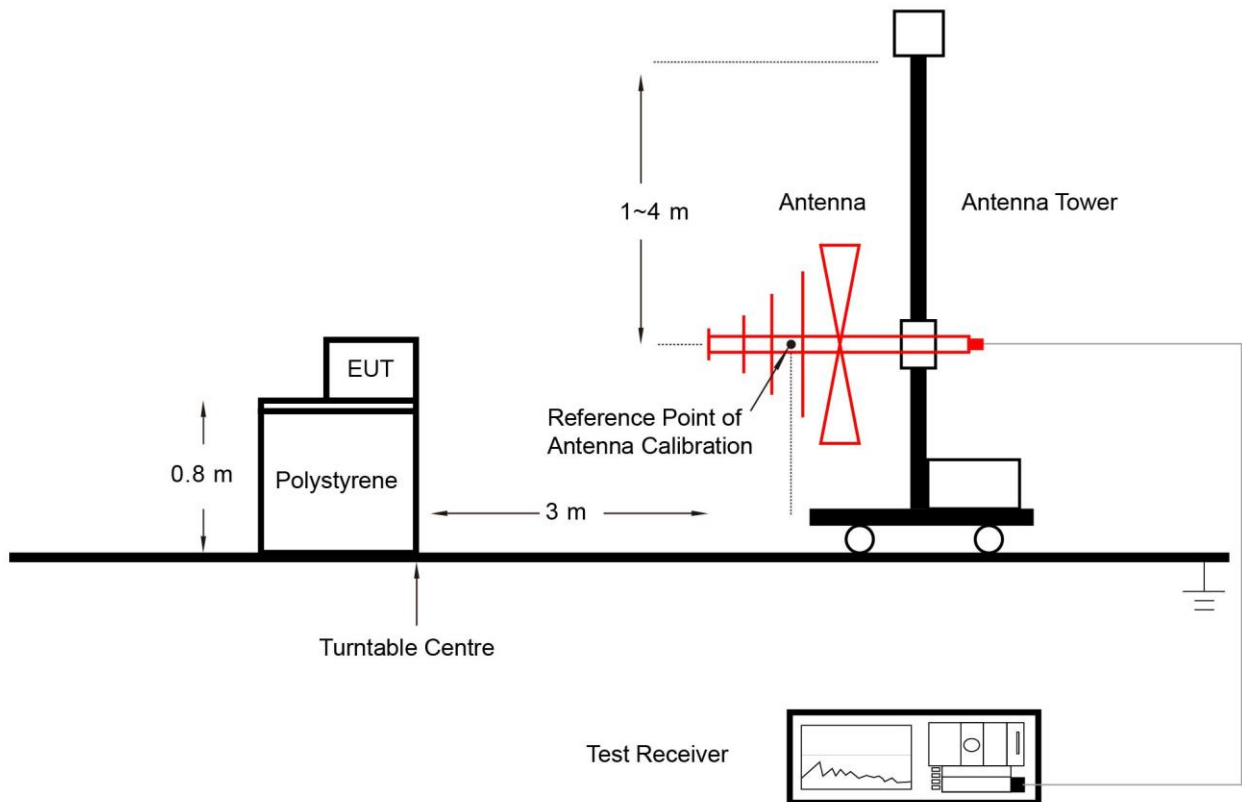 1~4 m
Antenna
Antenna Tower
EUT
Reference Point of
Antenna Calibration
0.8 m
Polystyrene
3 m
Turntable Centre
Test Receiver